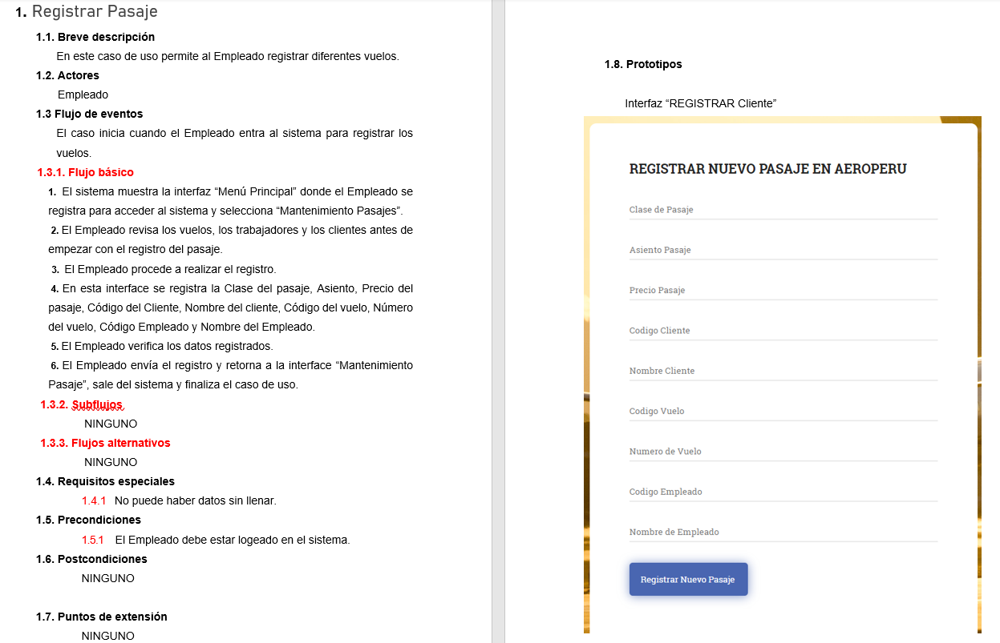 1. Registrar Pasaje
1.1. Breve descripción
En este caso de uso permite al Empleado registrar diferentes vuelos.
1.2. Actores
Empleado
1.3 Flujo de eventos
El caso inicia cuando el Empleado entra al sistema para registrar los
vuelos.
1.3.1. Flujo básico
1. El sistema muestra la interfaz “Menú Principal” donde el Empleado se
registra para acceder al sistema y selecciona “Mantenimiento Pasajes”.
2. El Empleado revisa los vuelos, los trabajadores y los clientes antes de
empezar con el registro del pasaje.
3. El Empleado procede a realizar el registro.
4. En esta interface se registra la Clase del pasaje, Asiento, Precio del
pasaje, Código del Cliente, Nombre del cliente, Código del vuelo, Número
del vuelo, Código Empleado y Nombre del Empleado.
5. El Empleado verifica los datos registrados.
6. El Empleado envía el registro y retorna a la interface “Mantenimiento
Pasaje”, sale del sistema y finaliza el caso de uso.
1.3.2. Subflujos
NINGUNO
1.3.3. Flujos alternativos
NINGUNO
1.4. Requisitos especiales
1.4.1 No puede haber datos sin llenar.
1.5. Precondiciones
1.5.1 El Empleado debe estar logeado en el sistema.
1.6. Postcondiciones
NINGUNO
1.7. Puntos de extensión
NINGUNO
1.8. Prototipos
Interfaz “REGISTRAR Cliente”
REGISTRAR NUEVO PASAJE EN AEROPERU
Clase de Pasaje
Asiento Pasaje
Precio Pasaje
Codigo Cliente
Nombre Cliente
Codigo Vuelo
Numero de Vuelo
Codigo Empleado
Nombre de Empleado
Registrar Nuevo Pasaje